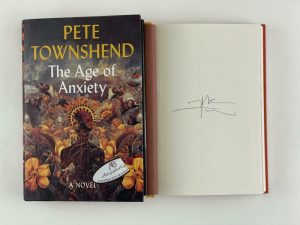 PETE
TOWNSHEND
The Age of
Anxiety
A NOVEL